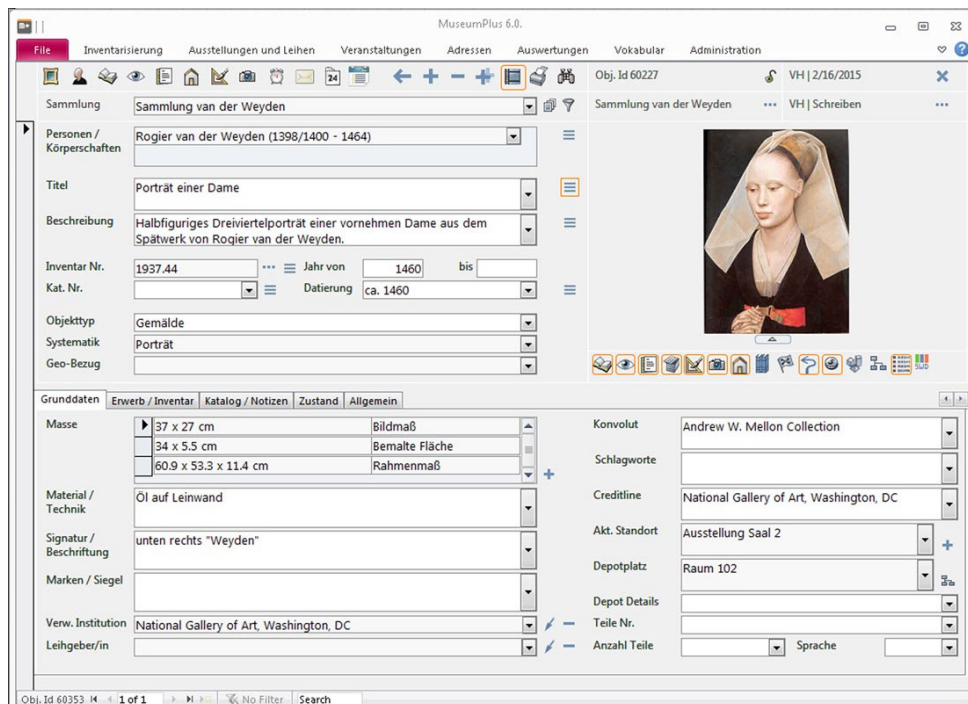 MuseumPlus 6.0.
File Inventarisierung Ausstellungen und Leihen Veranstaltungen Adressen Auswertungen Vokabular Administration
24 Obj. Id 60227 VH | 2/16/2015
Sammlung Sammlung van der Weyden Sammlung van der Weyden VH | Schreiben
Personen / Körperschaften Rogier van der Weyden (1398/1400 - 1464)
Titel Porträt einer Dame
Beschreibung Halbfiguriges Dreiviertelporträt einer vornehmen Dame aus dem
Spätwerk von Rogier van der Weyden.
Inventar Nr. 1937.44 Jahr von 1460 bis
Kat. Nr. Datierung ca. 1460
Objekttyp Gemälde
Systematik Porträt
Geo-Bezug
SWD
Grunddaten Erwerb / Inventar Katalog / Notizen Zustand Allgemein
Masse 37 x 27 cm Bildmaß
34 x 5.5 cm Bemalte Fläche
60.9 x 53.3 x 11.4 cm Rahmenmaß
Material / Technik Öl auf Leinwand
Signatur / Beschriftung unten rechts "Weyden"
Marken / Siegel
Verw. Institution National Gallery of Art, Washington, DC
Leihgeber/in
Konvolut Andrew W. Mellon Collection
Schlagworte
Creditline National Gallery of Art, Washington, DC
Akt. Standort Ausstellung Saal 2
Depotplatz Raum 102
Depot Details
Teile Nr.
Anzahl Teile Sprache
Obj. Id 60353 1 of 1 No Filter Search